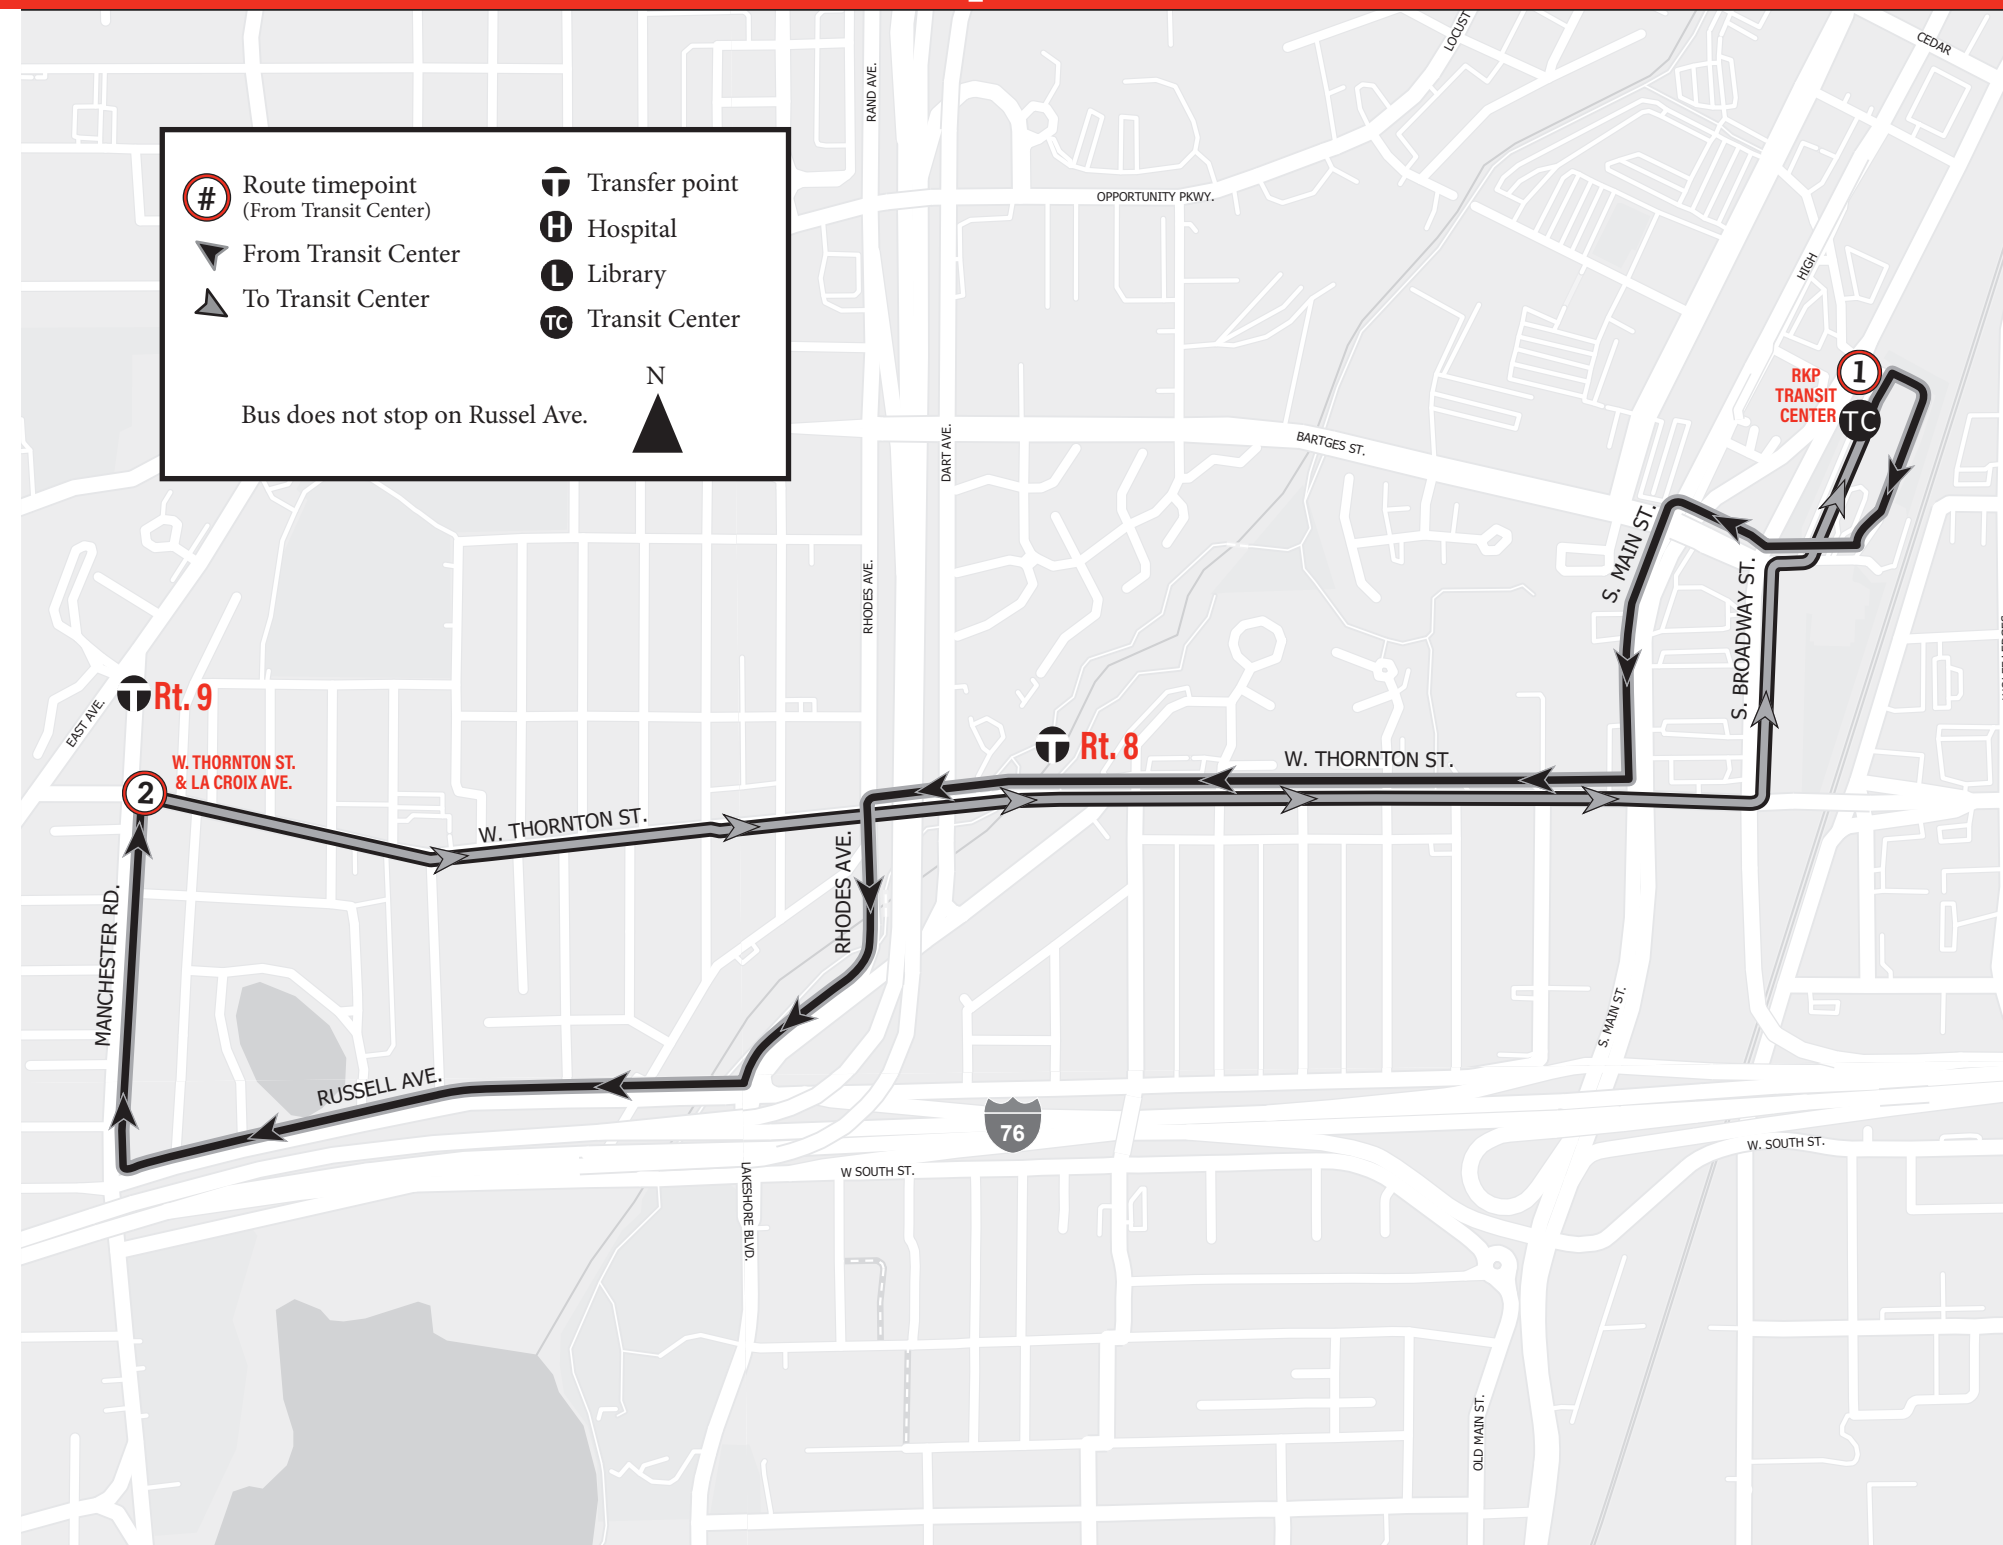 LOCUST
CEDAR
RAND AVE.
#
Route timepoint
(From Transit Center)
From Transit Center
To Transit Center
T
Transfer point
H
Hospital
L
Library
TC
Transit Center
N
Bus does not stop on Russel Ave.
OPPORTUNITY PKWY.
HIGH
1
RKP
TRANSIT
CENTER
TC
DART AVE.
BARTGES ST.
S. MAIN ST.
RHODES AVE.
S. BROADWAY ST.
T
Rt. 9
EAST AVE.
T
Rt. 8
W. THORNTON ST.
W. THORNTON ST.
& LA CROIX AVE.
2
W. THORNTON ST.
RHODES AVE.
MANCHESTER RD.
S. MAIN ST.
RUSSELL AVE.
76
W. SOUTH ST.
W SOUTH ST.
LAKESHORE BLVD.
OLD MAIN ST.